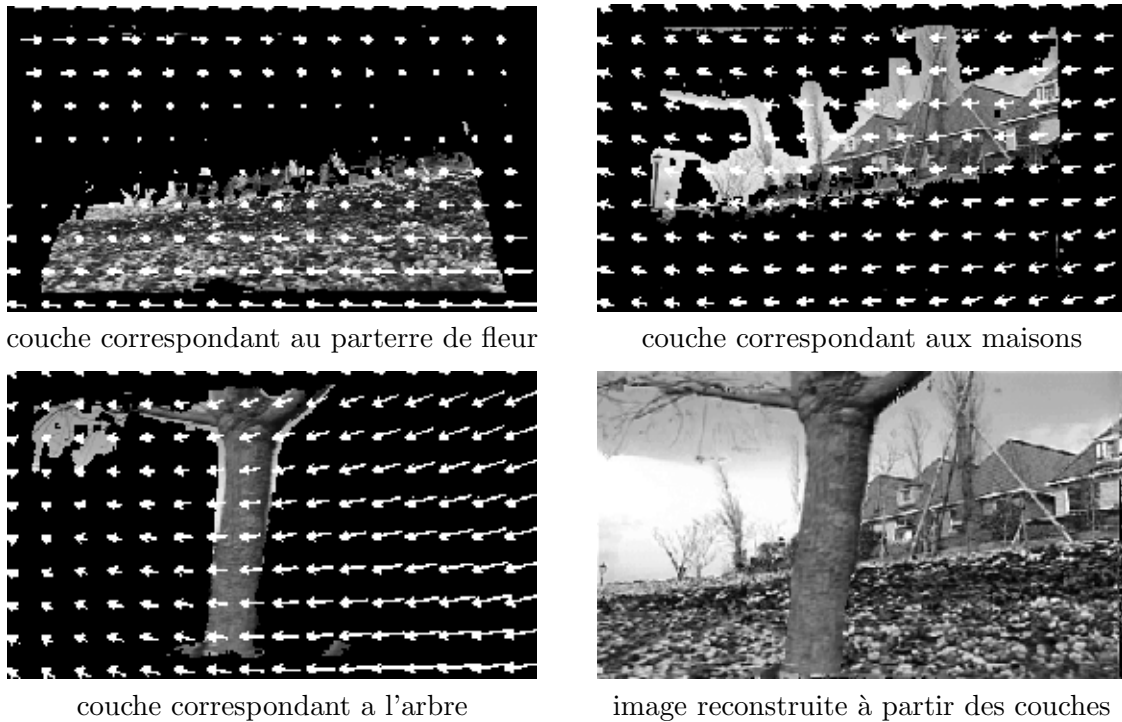 couche correspondant au parterre de fleur
couche correspondant aux maisons
couche correspondant a l'arbre
image reconstruite à partir des couches